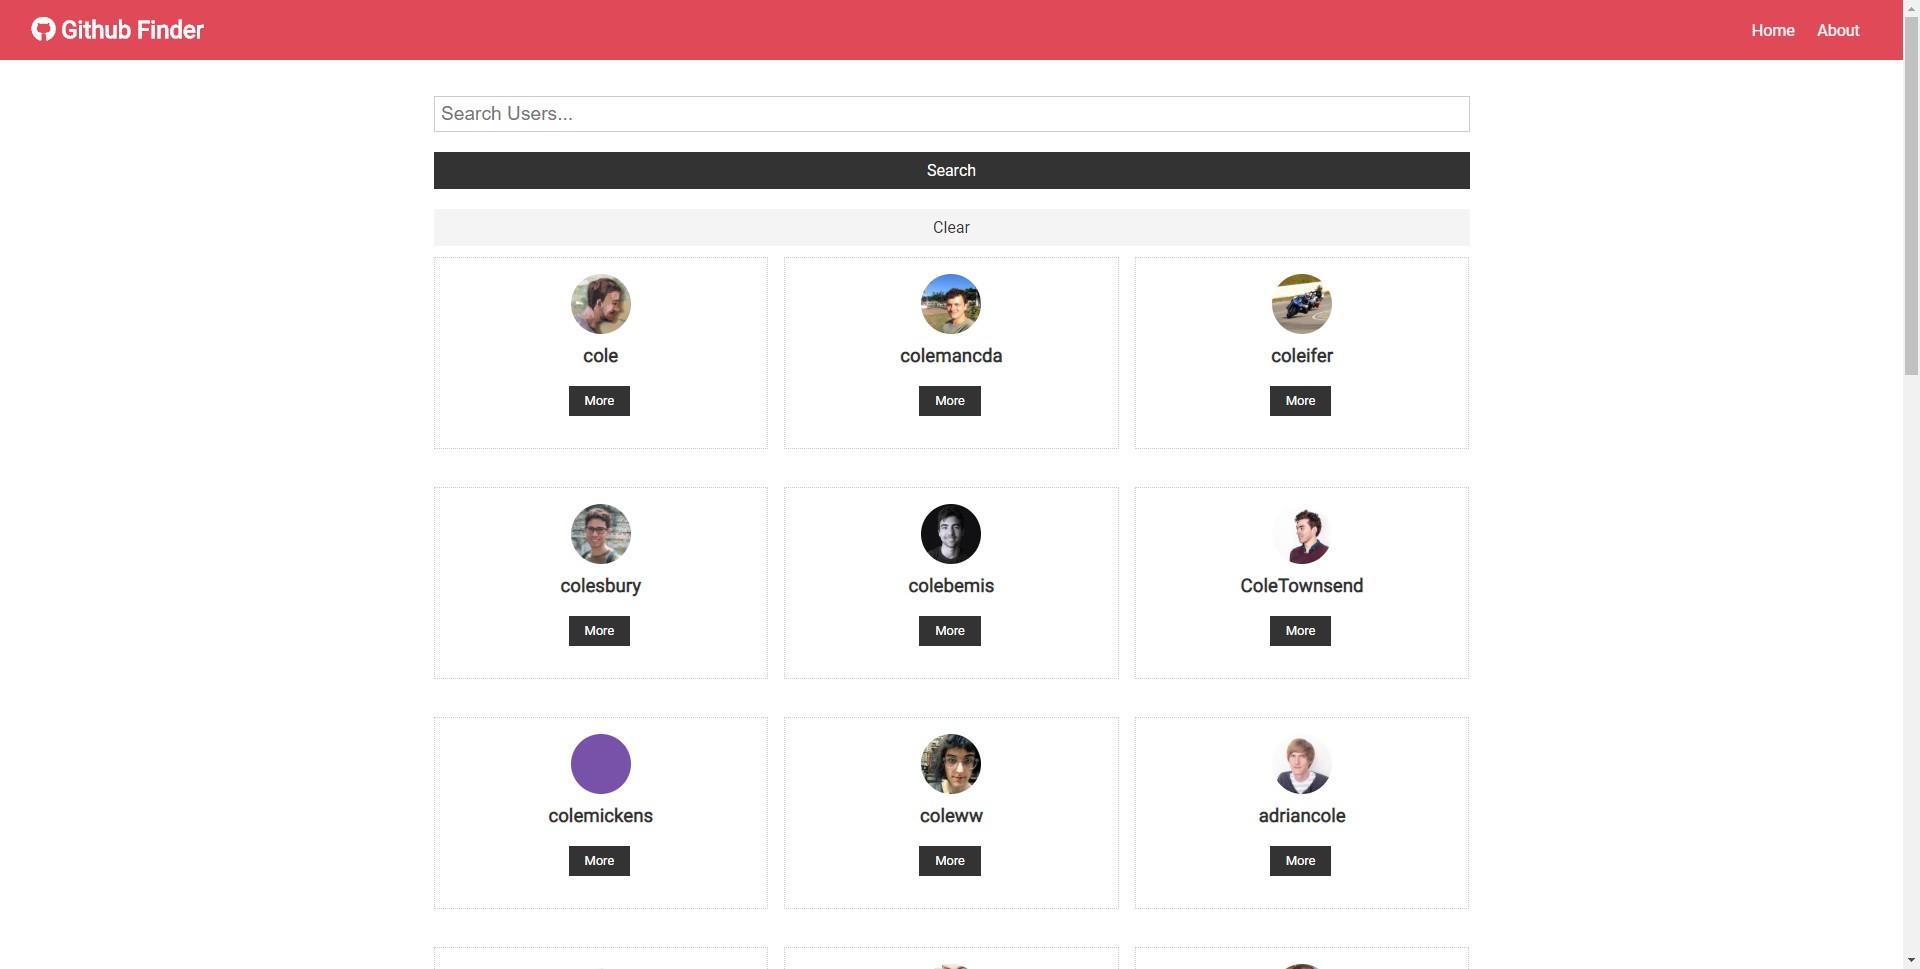 Github Finder
Home About
Search Users...
Search
Clear
cole colemancda coleifer
More More More
colesbury colebemis ColeTownsend
More More More
colemickens coleww adriancole
More More More